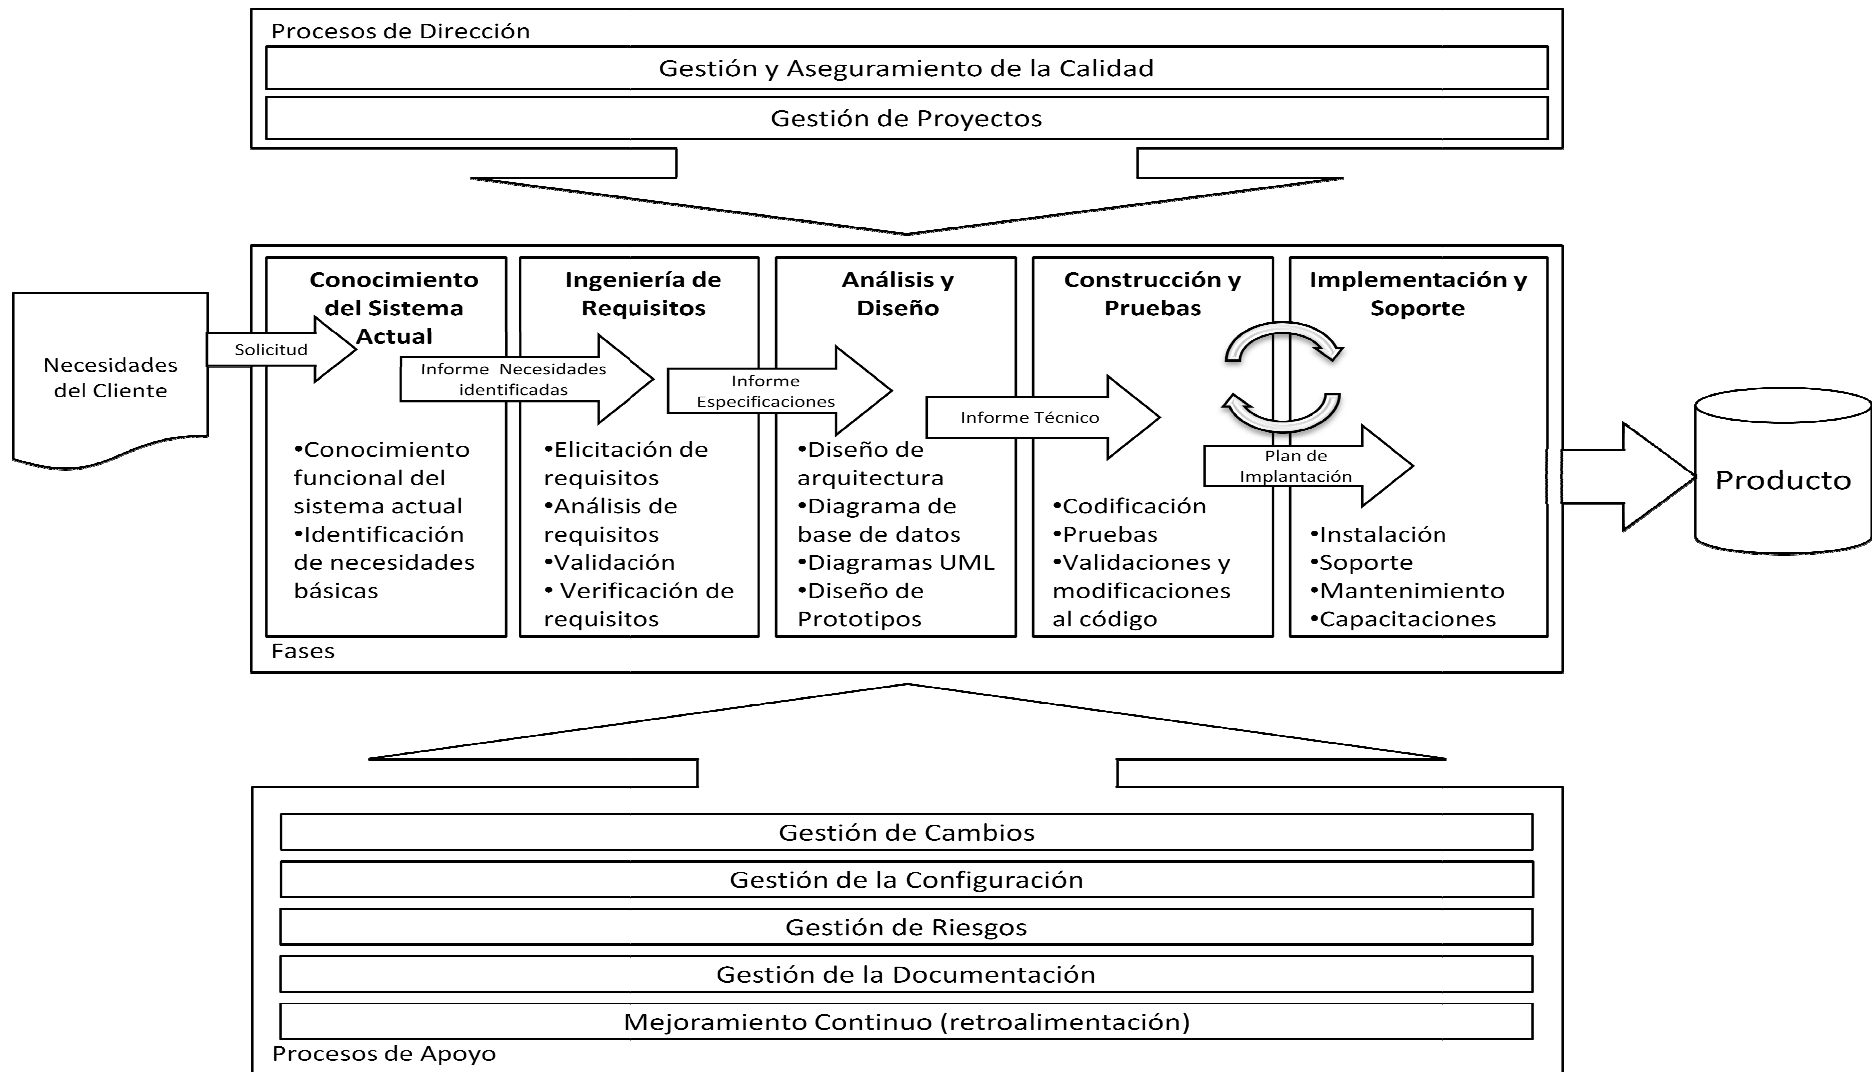 Procesos de Dirección
Gestión y Aseguramiento de la Calidad
Gestión de Proyectos
Necesidades
del Cliente
Solicitud
Conocimiento
del Sistema
Actual
•Conocimiento
funcional del
sistema actual
•Identificación
de necesidades
básicas
Informe Necesidades
identificadas
Ingeniería de
Requisitos
•Elicitación de
requisitos
•Análisis de
requisitos
•Validación
• Verificación de
requisitos
Informe
Especificaciones
Análisis y
Diseño
•Diseño de
arquitectura
•Diagrama de
base de datos
•Diagramas UML
•Diseño de
Prototipos
Informe Técnico
Construcción y
Pruebas
•Codificación
•Pruebas
•Validaciones y
modificaciones
al código
Plan de
Implantación
Implementación y
Soporte
•Instalación
•Soporte
•Mantenimiento
•Capacitaciones
Fases
Producto
Gestión de Cambios
Gestión de la Configuración
Gestión de Riesgos
Gestión de la Documentación
Mejoramiento Continuo (retroalimentación)
Procesos de Apoyo